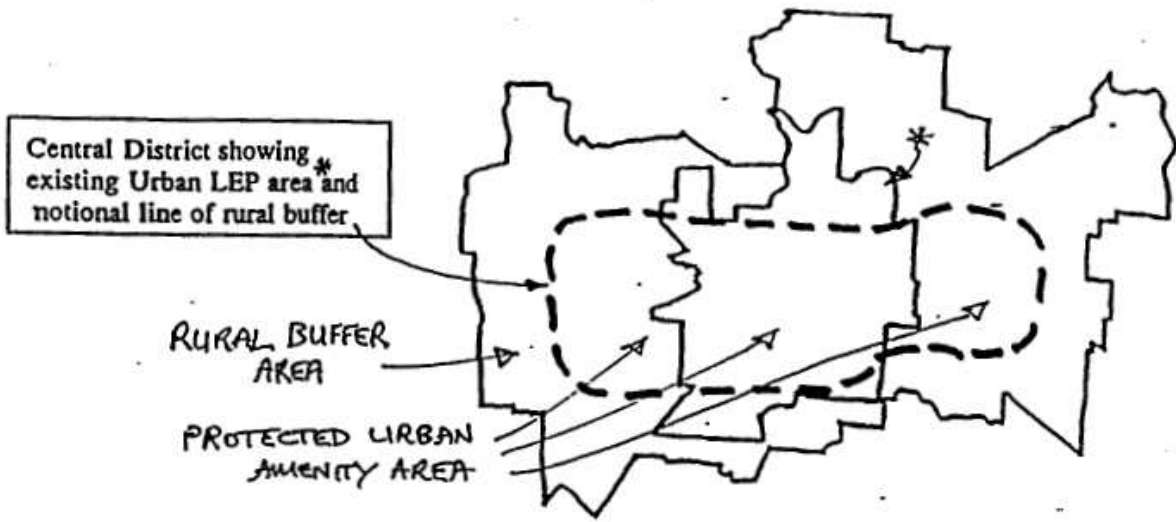 Central District showing
existing Urban LEP area * and
notional line of rural buffer
*
RURAL BUFFER
AREA
PROTECTED URBAN
AMENITY AREA